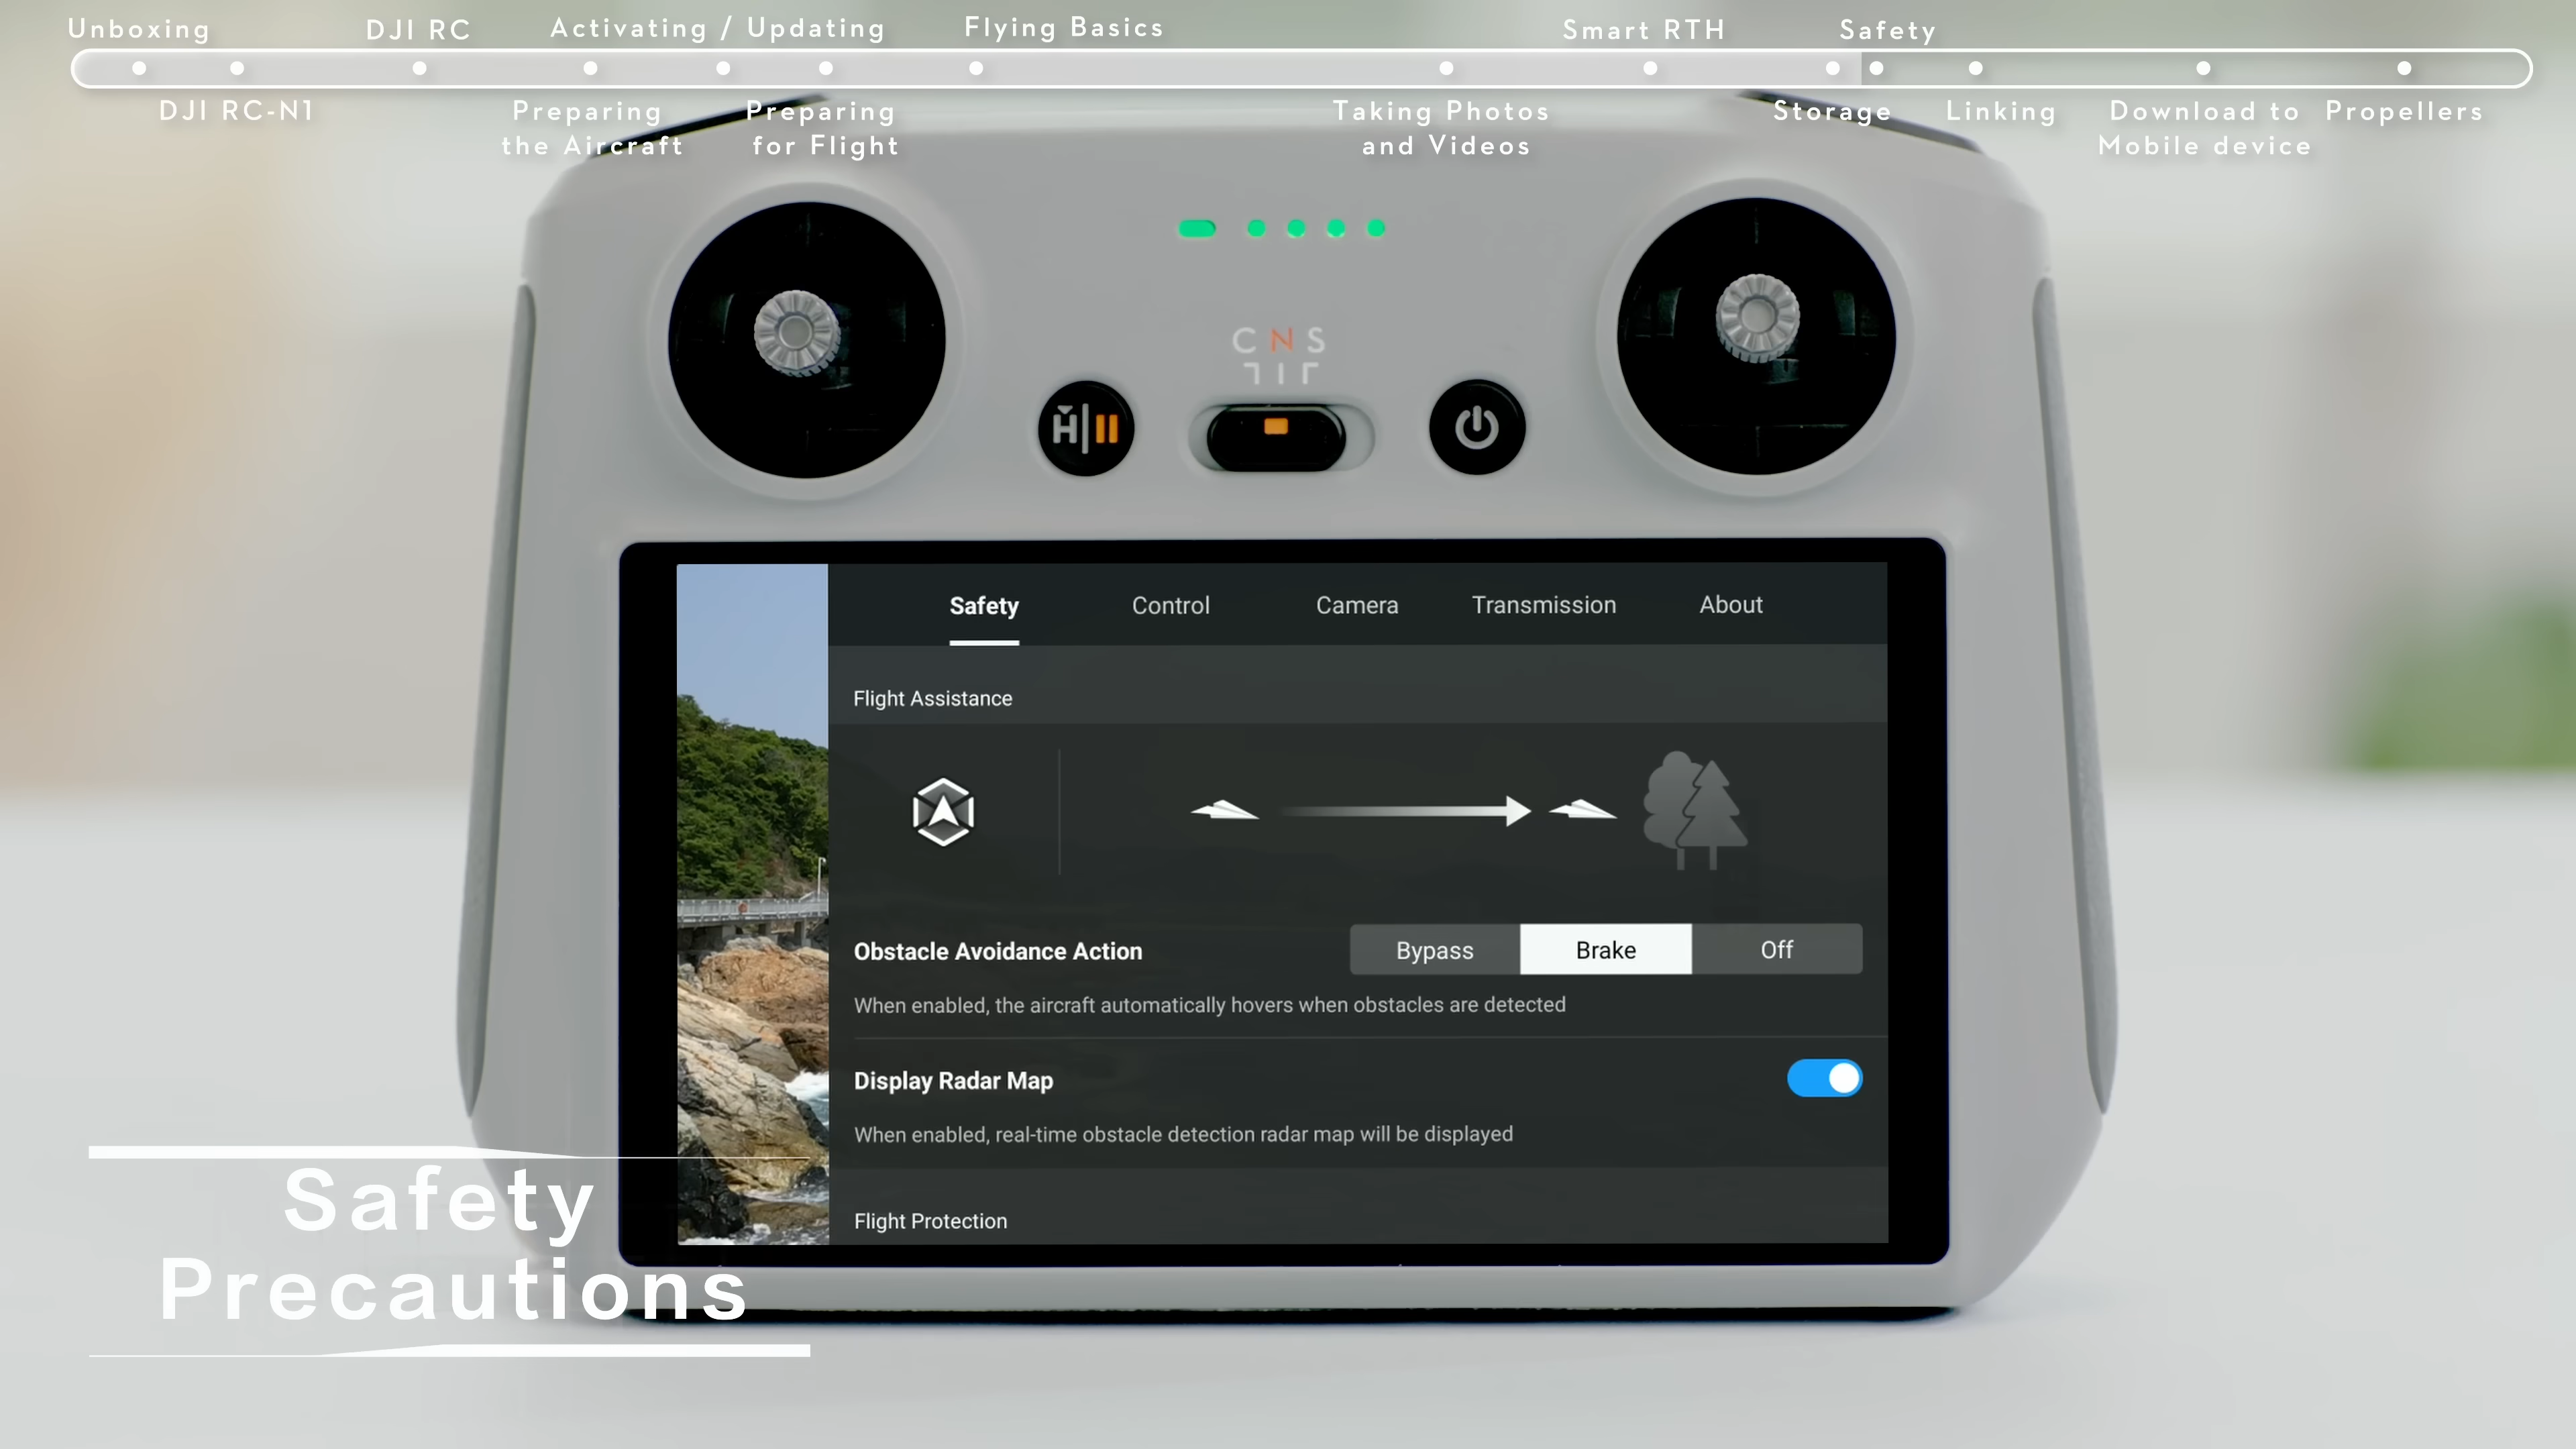 Unboxing
DJI RC
Activating / Updating
Flying Basics
Smart RTH
Safety
DJI RC-N1
Preparing
the Aircraft
Preparing
for Flight
Taking Photos
and Videos
Storage
Linking
Download to
Mobile device
Propellers
C N S
H
Safety
Control
Camera
Transmission
About
Flight Assistance
Obstacle Avoidance Action
Bypass
Brake
Off
When enabled, the aircraft automatically hovers when obstacles are detected
Display Radar Map
When enabled, real-time obstacle detection radar map will be displayed
Flight Protection
Safety
Precautions